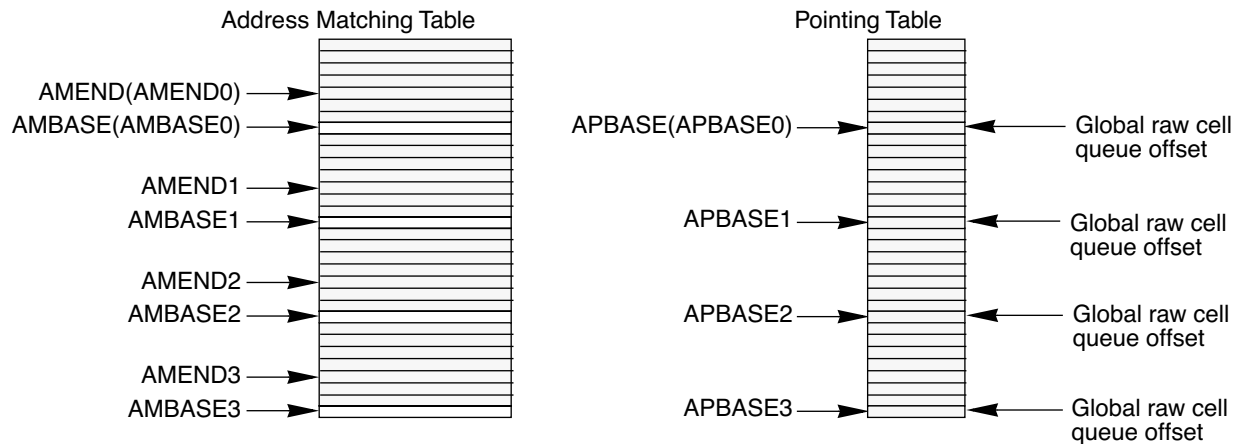 Address Matching Table
Pointing Table
AMEND(AMEND0)
AMBASE(AMBASE0)
APBASE(APBASE0)
Global raw cell
queue offset
AMEND1
AMBASE1
APBASE1
Global raw cell
queue offset
AMEND2
AMBASE2
APBASE2
Global raw cell
queue offset
AMEND3
AMBASE3
APBASE3
Global raw cell
queue offset